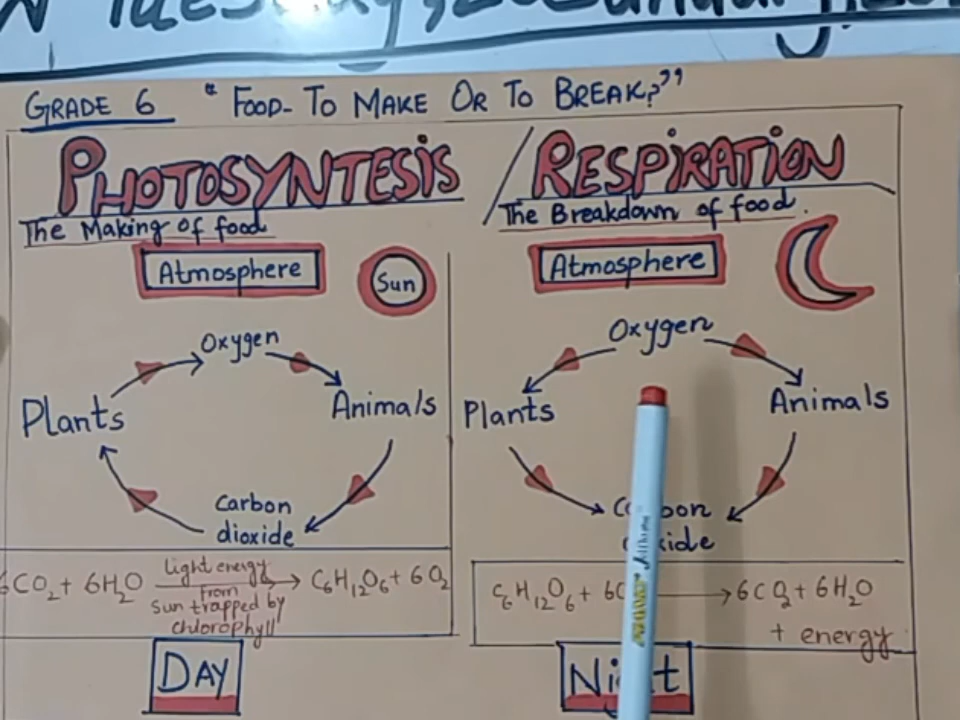 GRADE 6 "FOOD- TO MAKE OR TO BREAK?"
PHOTOSYNTESIS / RESPIRATION
The Making of food
The Breakdown of food.
Atmosphere
Sun
Oxygen
Plants
Animals
Carbon
dioxide
6CO₂ + 6H₂O Light energy from Sun trapped by chlorophyll → C₆H₁₂O₆ + 6O₂
DAY
Atmosphere
Oxygen
Plants
Animals
C₆H₁₂O₆ + 6 → 6CO₂ + 6H₂O
+ energy